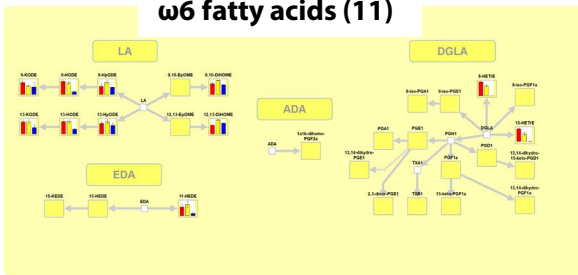 ω6 fatty acids (11)
LA
9-KODE
9-HODE
9-HpODE
9,10-EpOME
9,10-DiHOME
LA
13-KODE
13-HODE
13-HpODE
12,13-EpOME
12,13-DiHOME
EDA
15-KEDE
11-HEDE
EDA
11-HEDE
ADA
ADA
1a1b-dihomo-
PGF2a
DGLA
8-HETrE
8-iso-PGA1
8-iso-PGE1
8-iso-PGF1a
DGLA
15-HETrE
PGA1
PGE1
PGH1
PGD1
13,14-dihydro-
15-keto-PGD1
13,14-dihydro-
PGE1
TXA1
PGF1a
2,3-dinor-PGE1
TXB1
15-keto-PGF1a
13,14-dihydro-
PGF1a